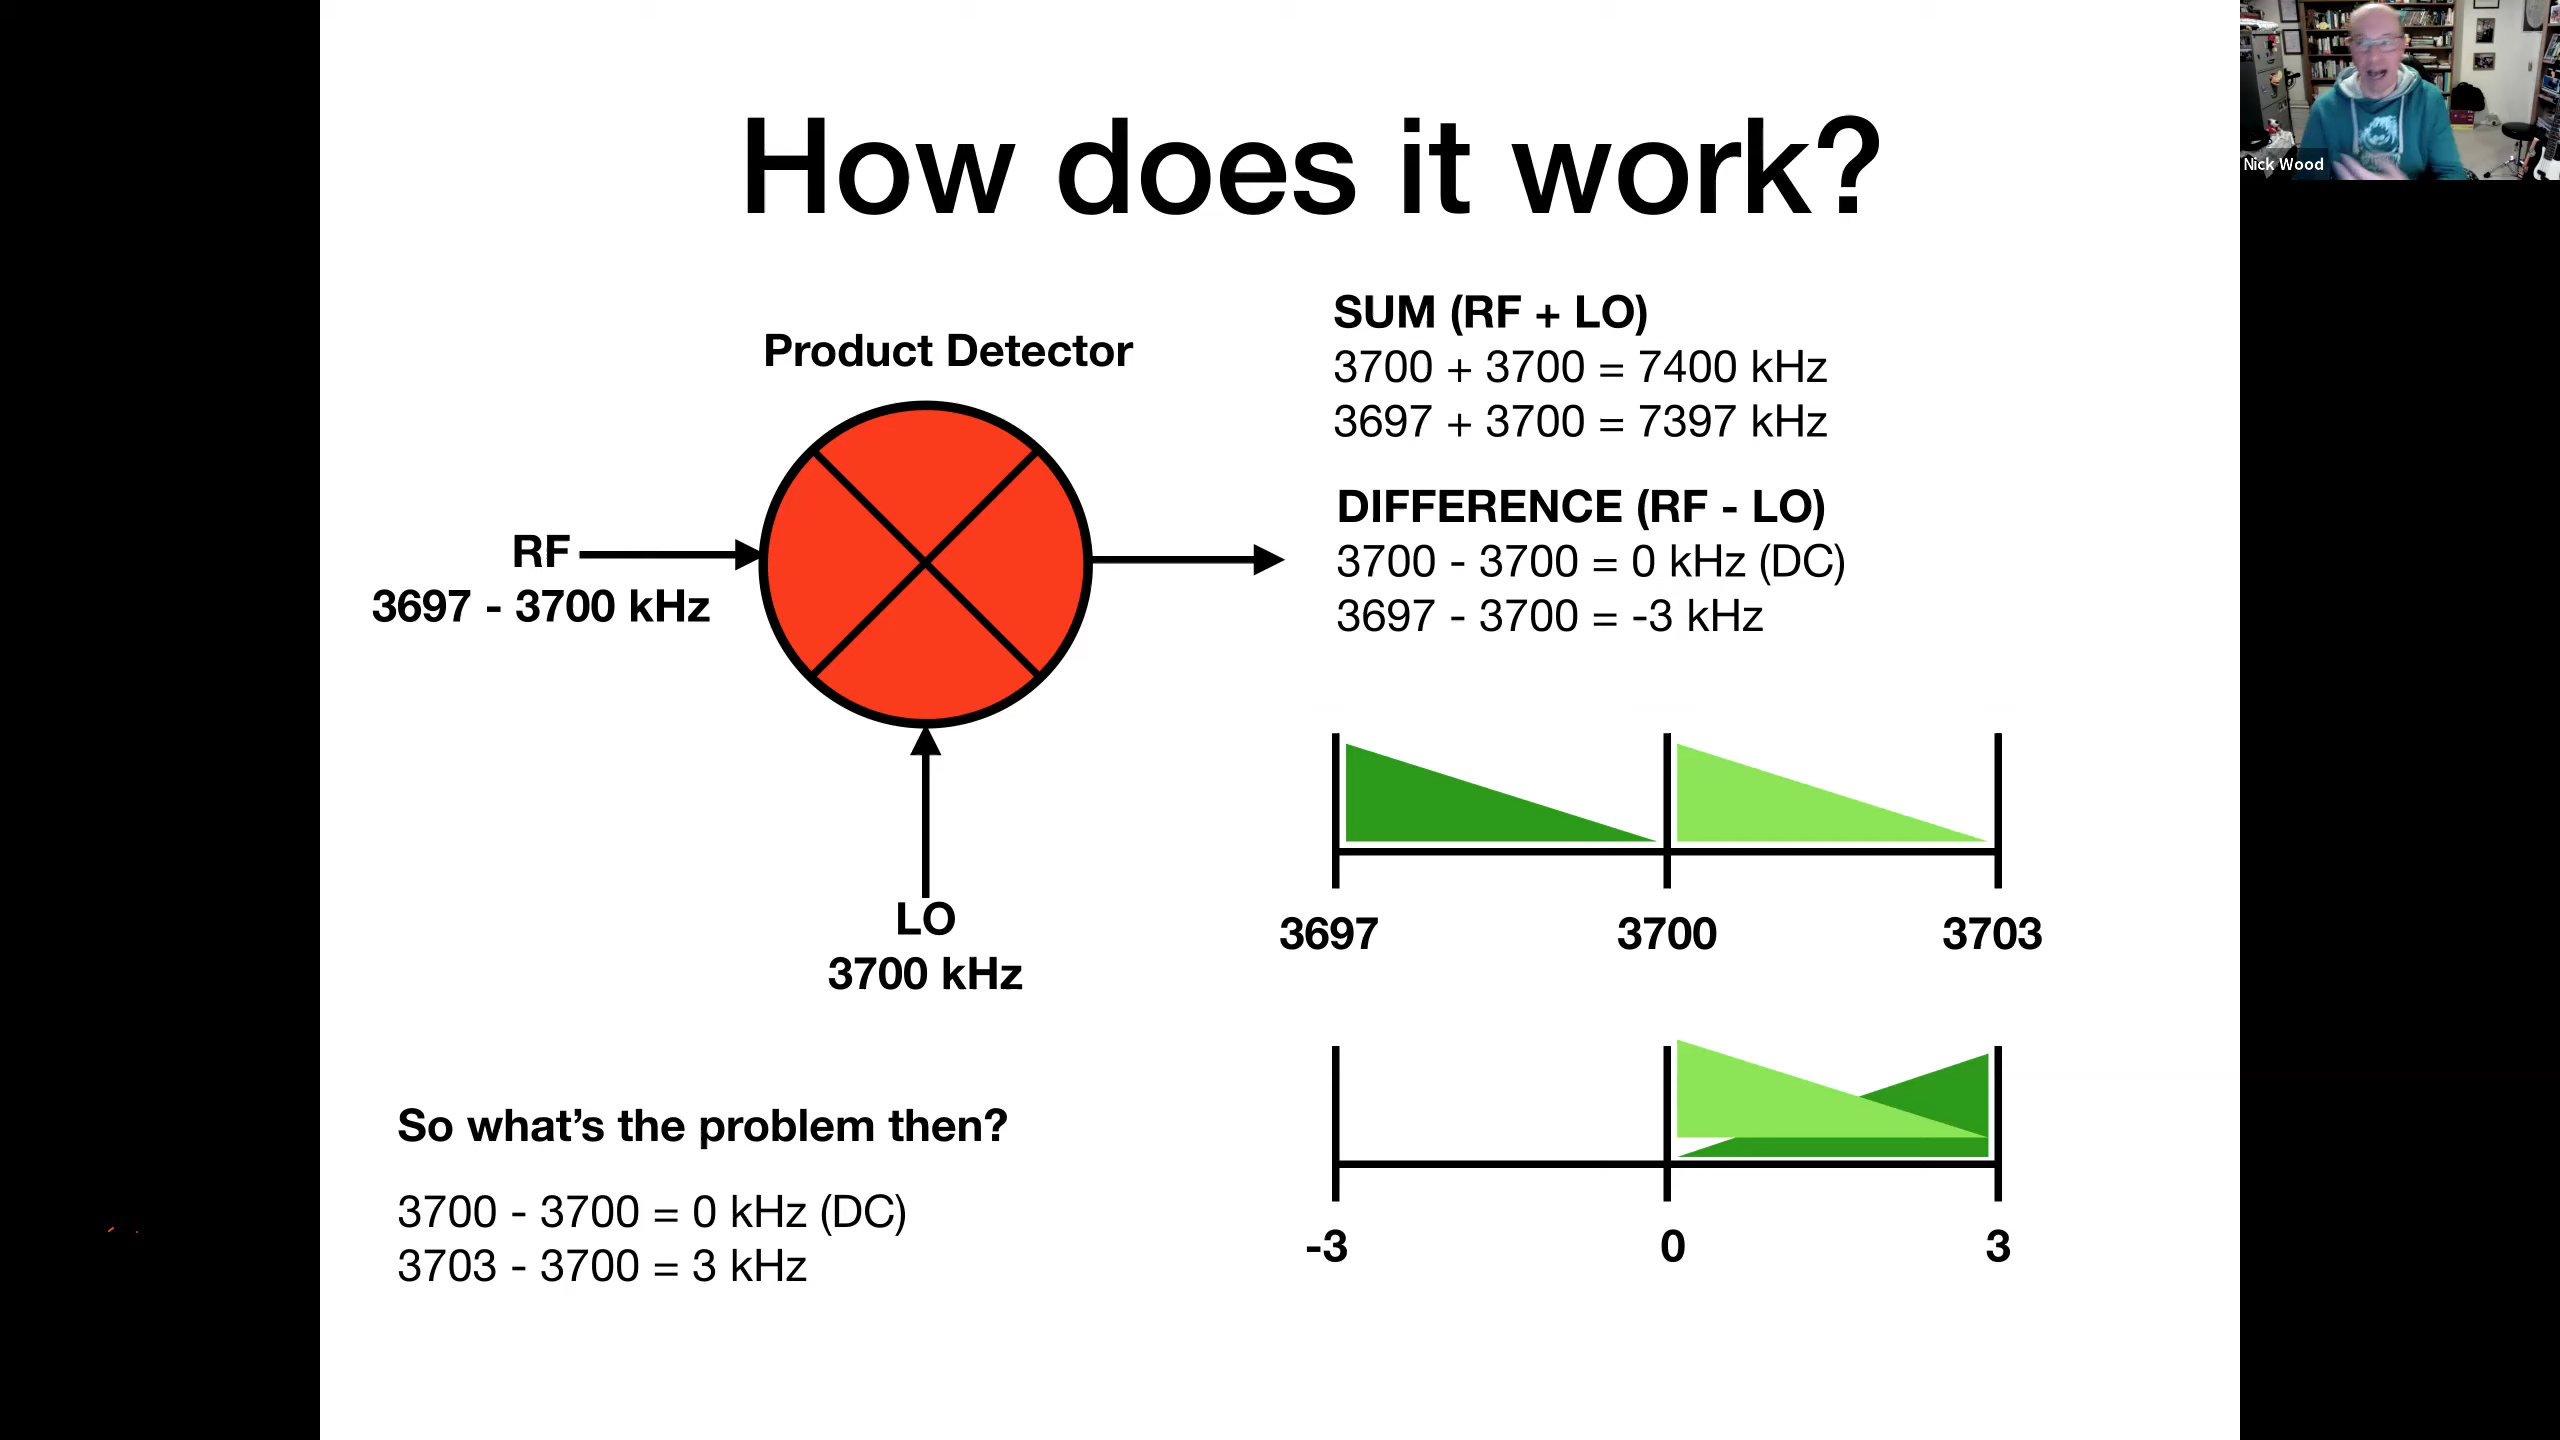 How does it work?
Nick Wood
Product Detector
RF
3697 - 3700 kHz
LO
3700 kHz
SUM (RF + LO)
3700 + 3700 = 7400 kHz
3697 + 3700 = 7397 kHz
DIFFERENCE (RF - LO)
3700 - 3700 = 0 kHz (DC)
3697 - 3700 = -3 kHz
3697 3700 3703
So what’s the problem then?
3700 - 3700 = 0 kHz (DC)
3703 - 3700 = 3 kHz
-3 0 3